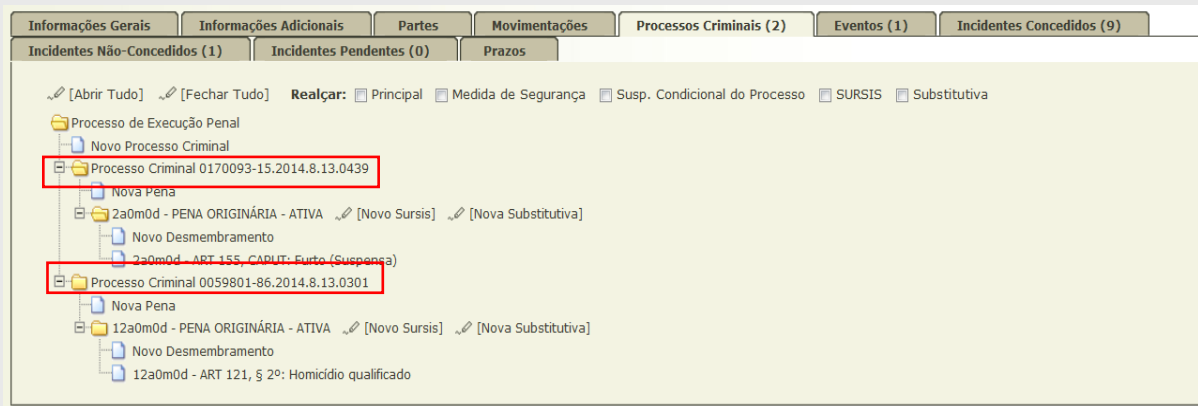 Informações Gerais Informações Adicionais Partes Movimentações Processos Criminais (2) Eventos (1) Incidentes Concedidos (9)
Incidentes Não-Concedidos (1) Incidentes Pendentes (0) Prazos
[Abrir Tudo] [Fechar Tudo] Realçar: Principal Medida de Segurança Susp. Condicional do Processo SURSIS Substitutiva
Processo de Execução Penal
Novo Processo Criminal
Processo Criminal 0170093-15.2014.8.13.0439
Nova Pena
2a0m0d - PENA ORIGINÁRIA - ATIVA [Novo Sursis] [Nova Substitutiva]
Novo Desmembramento
2a0m0d - ART 155, CAPUT: Furto (Suspensa)
Processo Criminal 0059801-86.2014.8.13.0301
Nova Pena
12a0m0d - PENA ORIGINÁRIA - ATIVA [Novo Sursis] [Nova Substitutiva]
Novo Desmembramento
12a0m0d - ART 121, § 2º: Homicídio qualificado